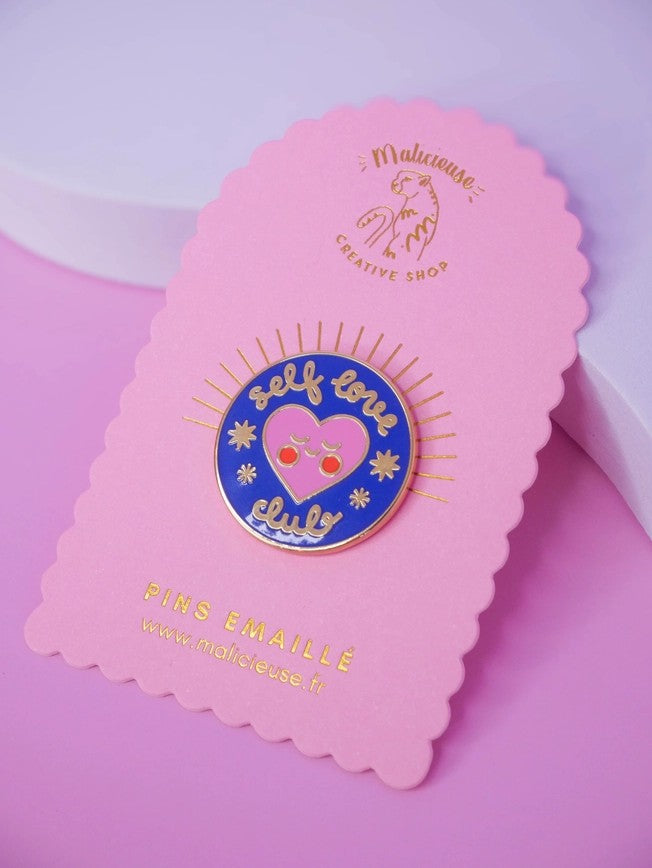 Malicieuse
CREATIVE SHOP
self love
club
PINS EMAILLÉ
www.malicieuse.fr